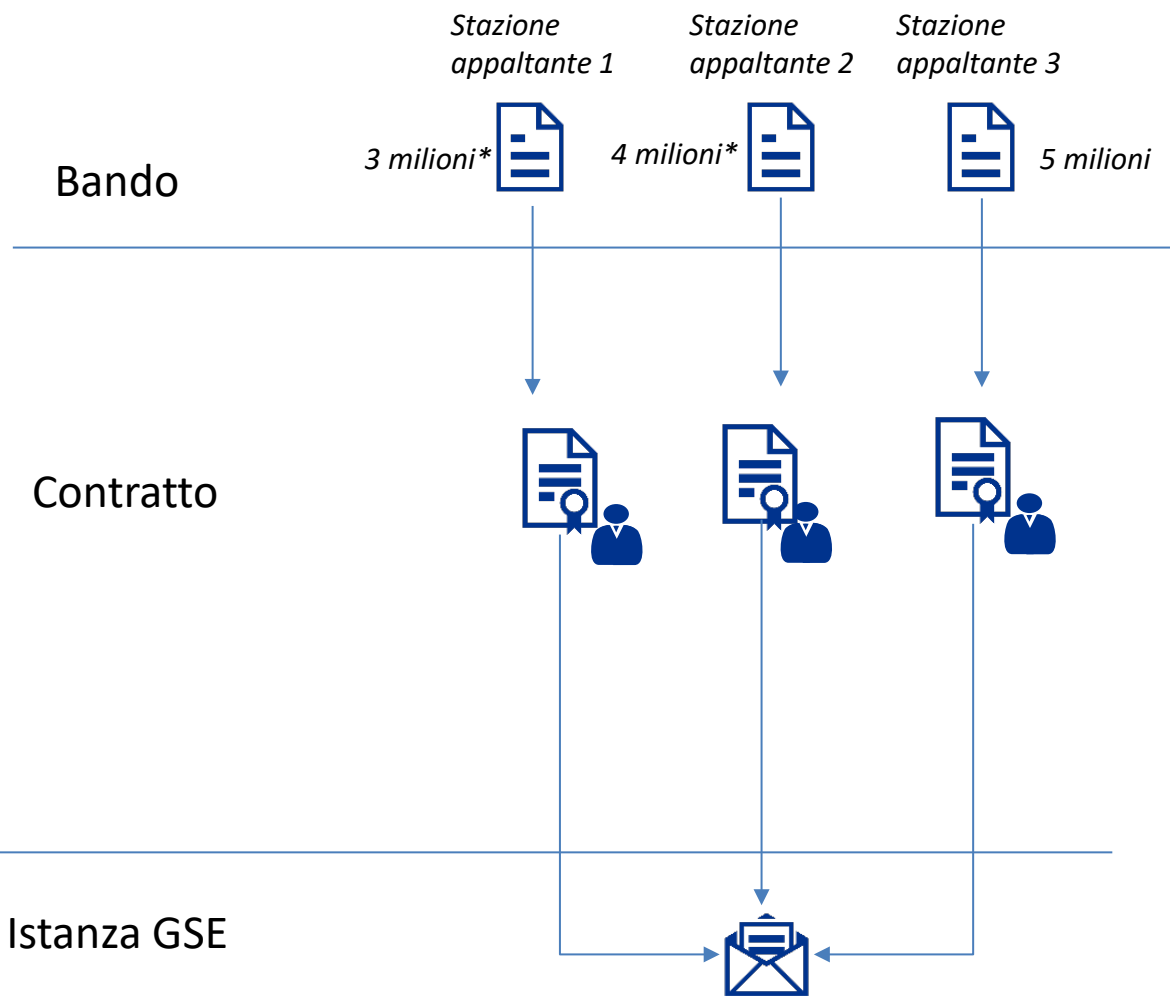 Stazione
appaltante 1
Stazione
appaltante 2
Stazione
appaltante 3
Bando
3 milioni*
4 milioni*
5 milioni
Contratto
Istanza GSE